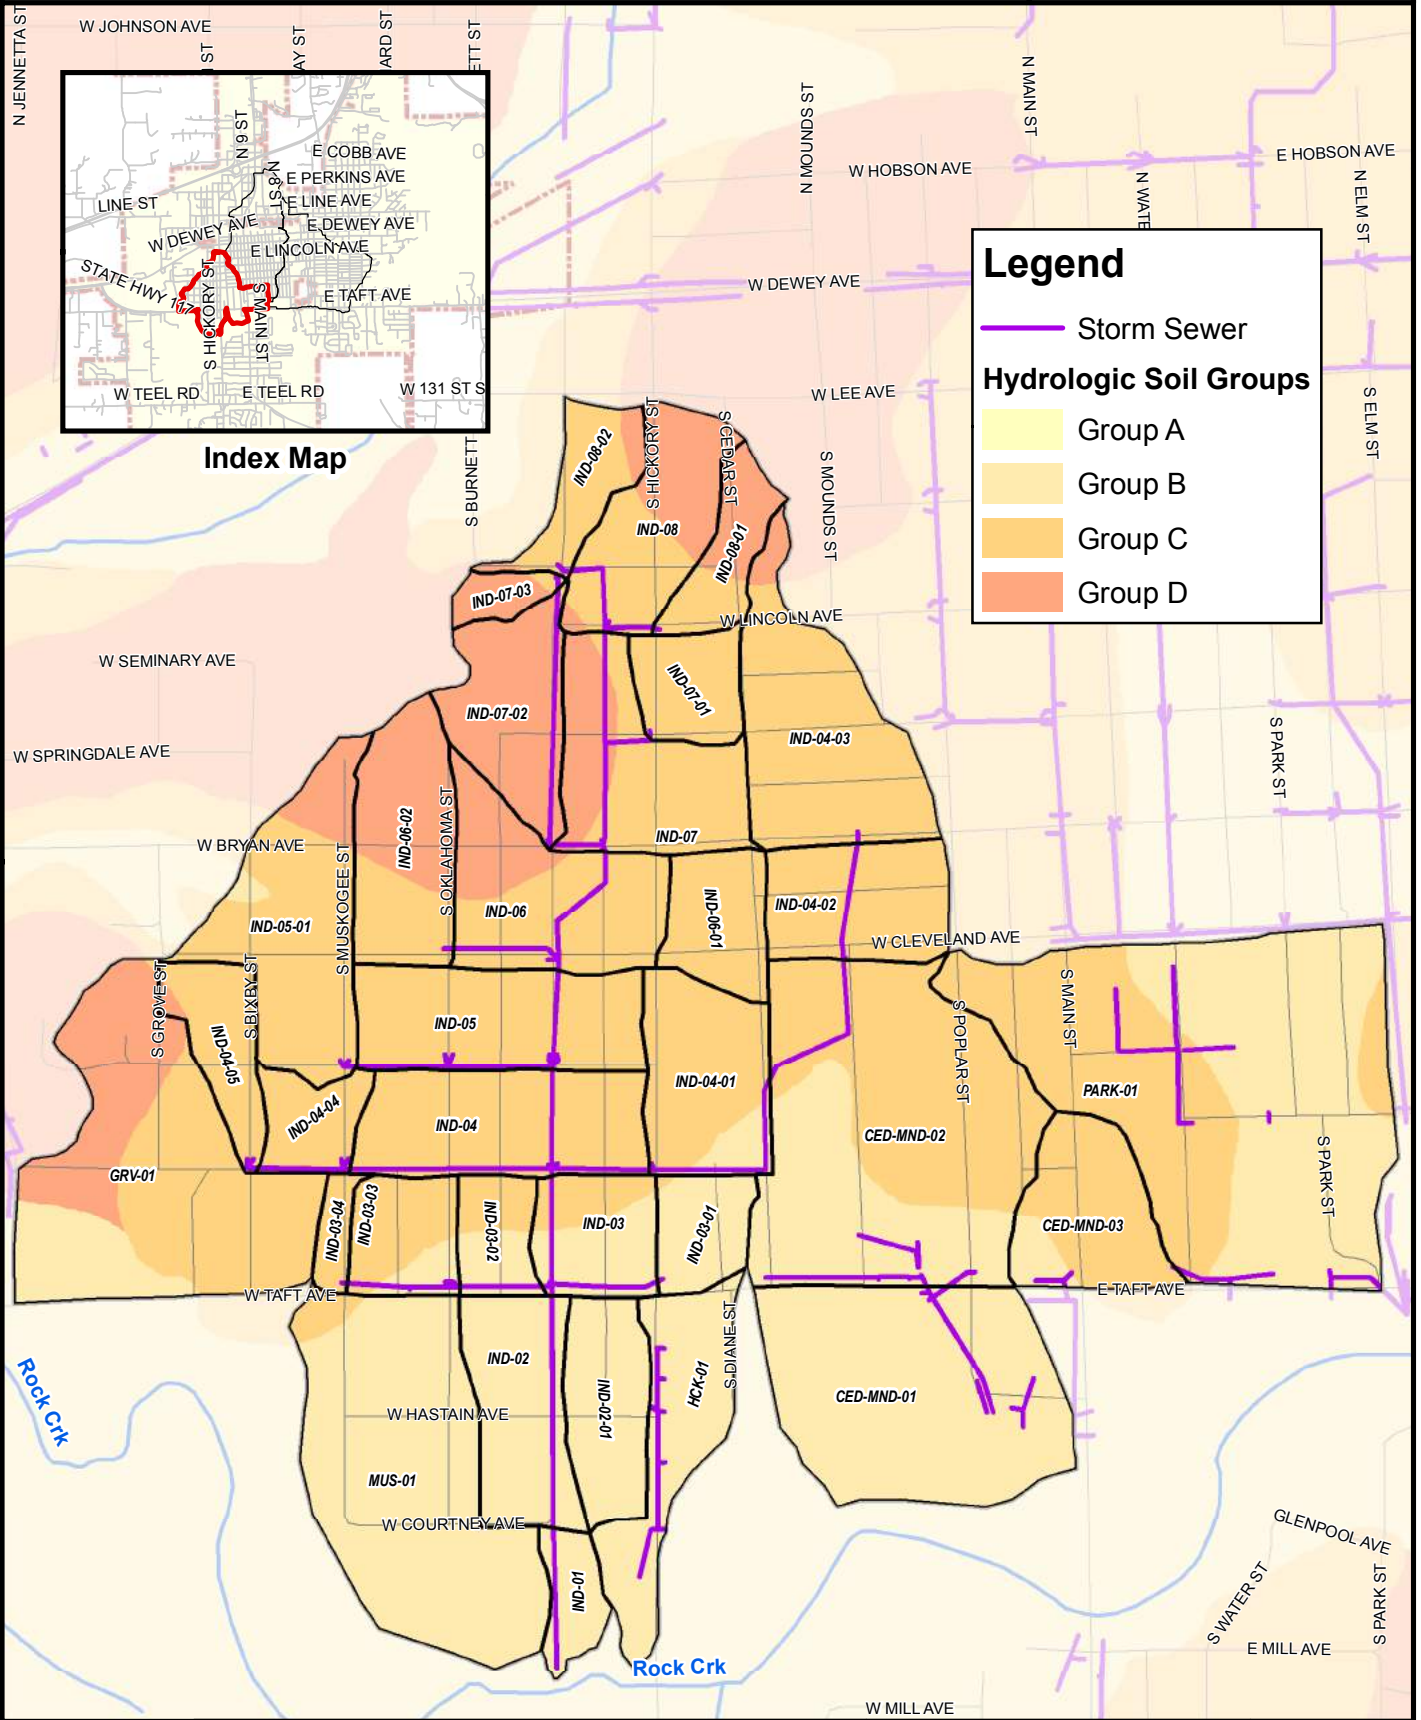 W JOHNSON AVE
N JENNETTA ST
ST
AY ST
ARD ST
ETT ST
N 9 ST
N 8 ST
E COBB AVE
E PERKINS AVE
LINE ST
E LINE AVE
W DEWEY AVE
E DEWEY AVE
E LINCOLN AVE
STATE HWY 117
S HICKORY ST
S MAIN ST
E TAFT AVE
W TEEL RD
E TEEL RD
W 131 ST S
Index Map
N MOUNDS ST
N MAIN ST
W HOBSON AVE
E HOBSON AVE
N WATE
N ELM ST
W DEWEY AVE
Legend
Storm Sewer
Hydrologic Soil Groups
Group A
Group B
Group C
Group D
W LEE AVE
S ELM ST
S BURNETT
IND-08-02
S HICKORY ST
S CEDAR ST
S MOUNDS ST
IND-08
IND-08-01
IND-07-03
W LINCOLN AVE
W SEMINARY AVE
IND-07-01
IND-07-02
IND-04-03
W SPRINGDALE AVE
S PARK ST
IND-06-02
S OKLAHOMA ST
W BRYAN AVE
IND-07
S MUSKOGEE ST
IND-05-01
IND-06
IND-06-01
IND-04-02
W CLEVELAND AVE
S GROVE ST
S BIXBY ST
IND-04-05
IND-05
IND-04-01
S POPLAR ST
S MAIN ST
PARK-01
IND-04-04
IND-04
CED-MND-02
GRV-01
S PARK ST
IND-03-04
IND-03-03
IND-03-02
IND-03
IND-03-01
CED-MND-03
W TAFT AVE
E TAFT AVE
S DIANE ST
IND-02
IND-02-01
HCK-01
CED-MND-01
Rock Crk
W HASTAIN AVE
MUS-01
W COURTNEY AVE
IND-01
GLENPOOL AVE
S WATER ST
S PARK ST
E MILL AVE
Rock Crk
W MILL AVE